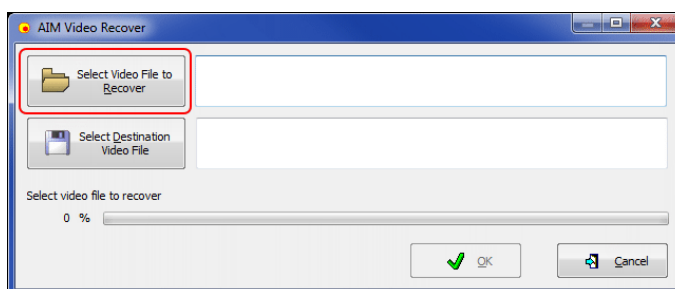 AIM Video Recover
Select Video File to
Recover
Select Destination
Video File
Select video file to recover
0 %
OK
Cancel